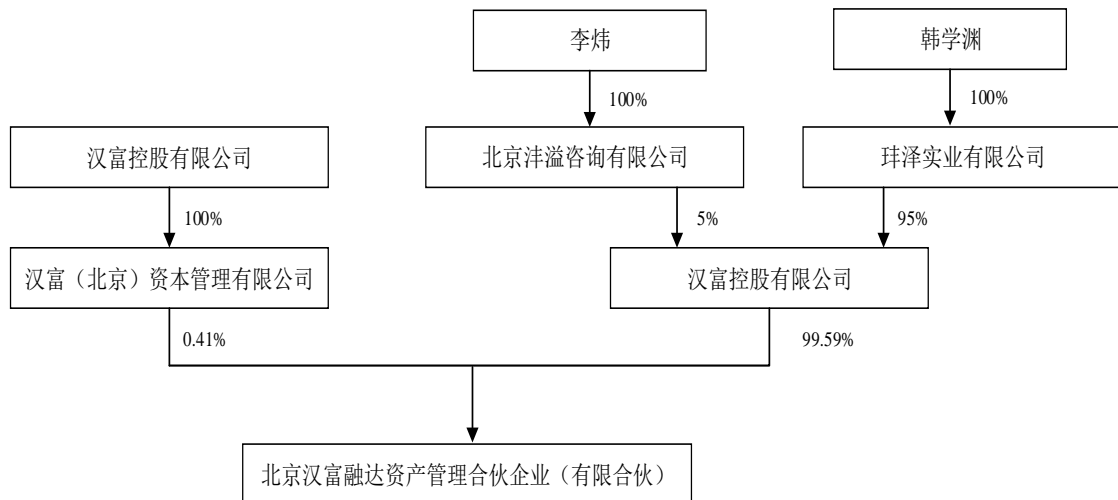 李炜
韩学渊
100%
100%
汉富控股有限公司
北京沣溢咨询有限公司
玤泽实业有限公司
100%
5%
95%
汉富（北京）资本管理有限公司
汉富控股有限公司
0.41%
99.59%
北京汉富融达资产管理合伙企业（有限合伙）